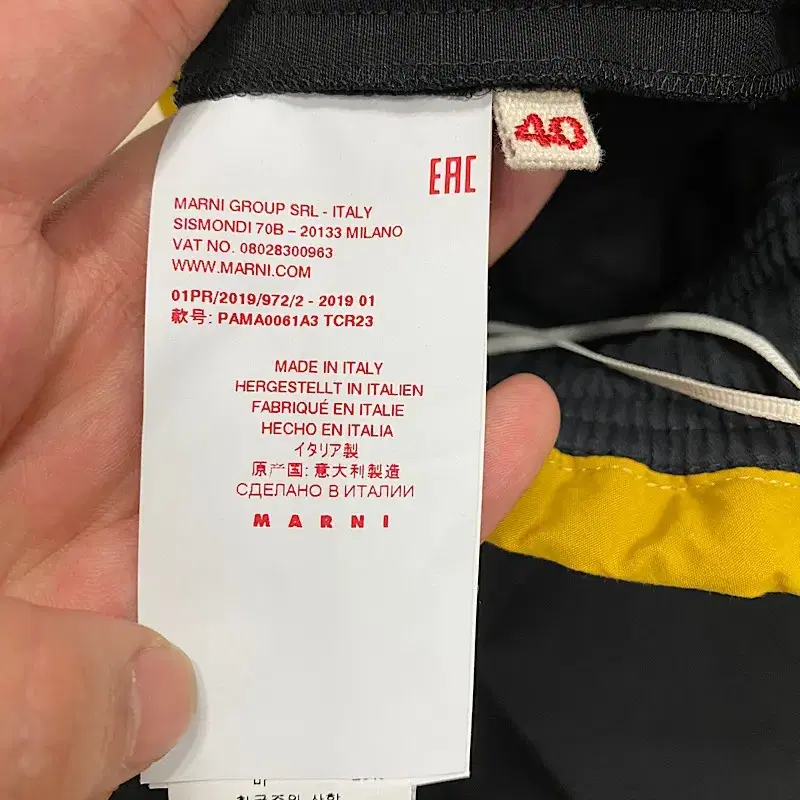 40
EAC
MARNI GROUP SRL - ITALY
SISMONDI 70B – 20133 MILANO
VAT NO. 08028300963
WWW.MARNI.COM
01PR/2019/972/2 - 2019 01
款号: PAMA0061A3 TCR23
MADE IN ITALY
HERGESTELLT IN ITALIEN
FABRIQUÉ EN ITALIE
HECHO EN ITALIA
イタリア製
原产国: 意大利製造
СДЕЛАНО В ИТАЛИИ
MARNI